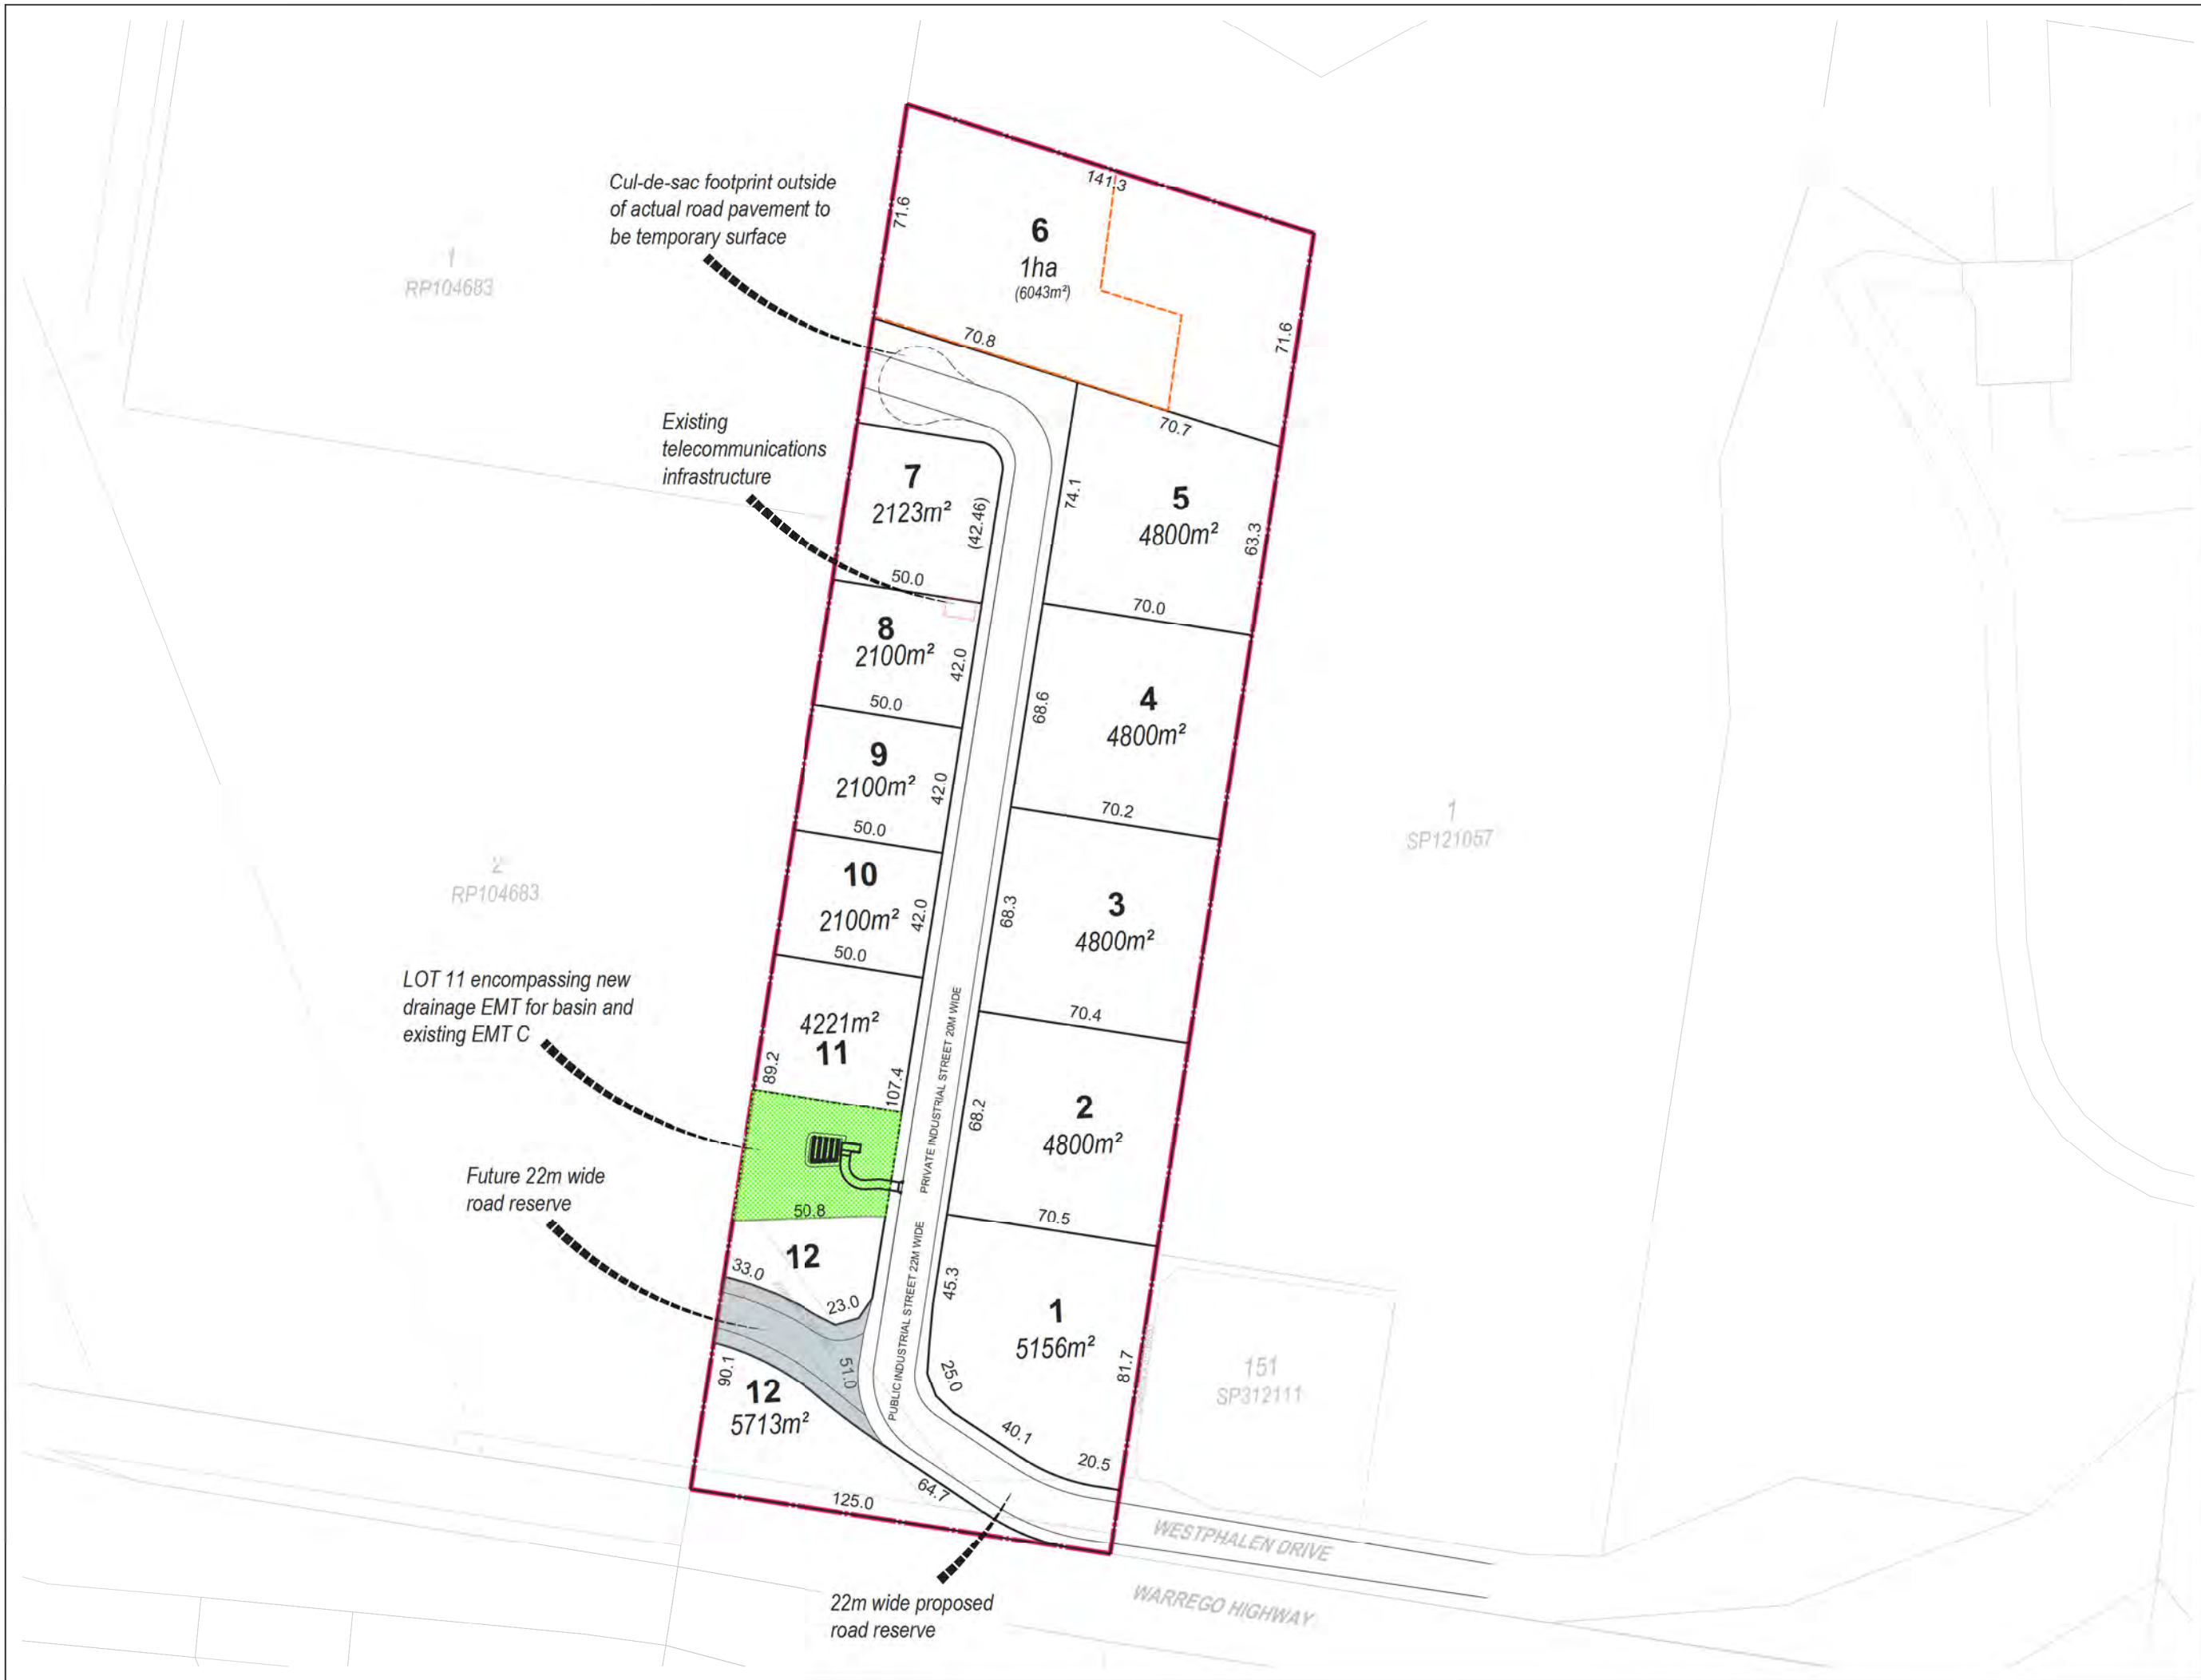 Cul-de-sac footprint outside
of actual road pavement to
be temporary surface
141.3
71.6
6
1ha
(6043m²)
71.6
70.8
70.7
1
RP104683
Existing
telecommunications
infrastructure
7
2123m²
(42.46)
50.0
74.1
5
4800m²
63.3
70.0
8
2100m²
42.0
50.0
68.6
4
4800m²
70.2
9
2100m²
42.0
50.0
1
SP121057
2
RP104683
10
2100m²
42.0
50.0
68.3
3
4800m²
70.4
LOT 11 encompassing new
drainage EMT for basin and
existing EMT C
4221m²
11
89.2
107.4
50.8
PRIVATE INDUSTRIAL STREET 20M WIDE
68.2
2
4800m²
70.5
Future 22m wide
road reserve
12
33.0
23.0
51.0
90.1
12
5713m²
PUBLIC INDUSTRIAL STREET 22M WIDE
45.3
1
5156m²
25.0
81.7
40.1
20.5
64.7
125.0
151
SP312111
WESTPHALEN DRIVE
WARREGO HIGHWAY
22m wide proposed
road reserve